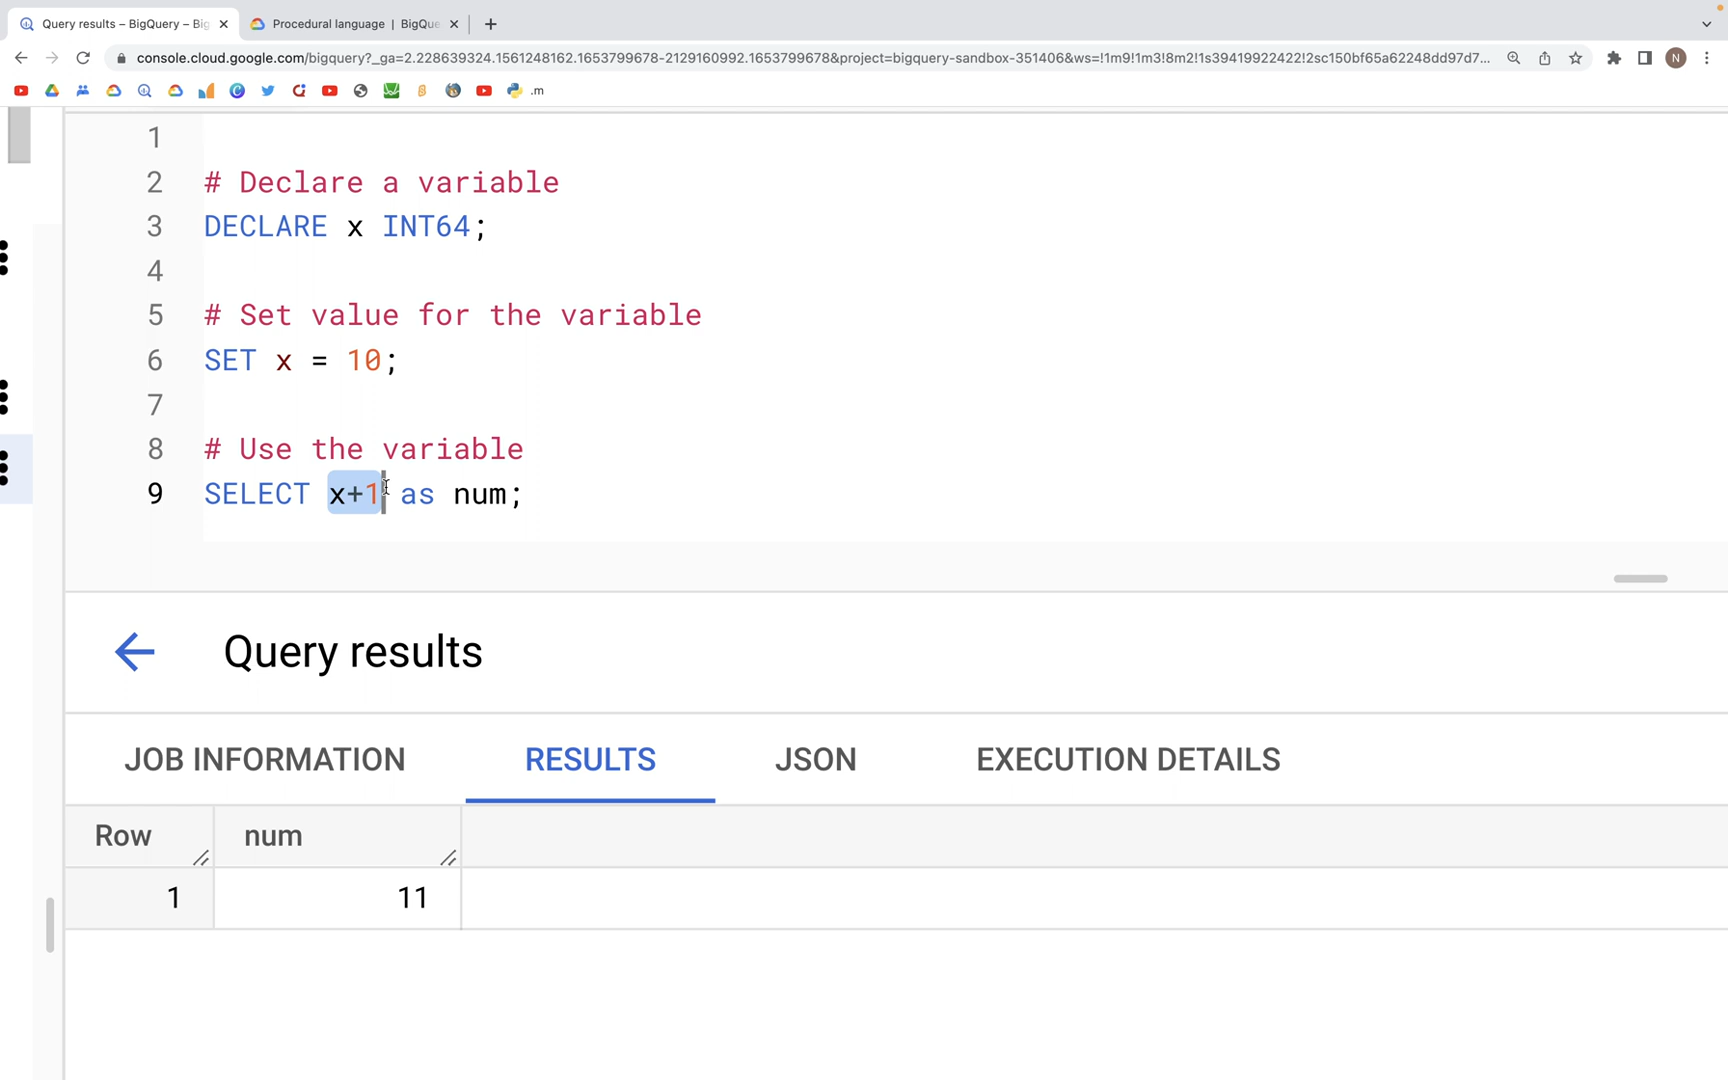 Query results – BigQuery – Big
Procedural language | BigQue
console.cloud.google.com/bigquery?_ga=2.228639324.1561248162.1653799678-2129160992.1653799678&project=bigquery-sandbox-351406&ws=!1m9!1m3!8m2!1s39419922422!2sc150bf65a62248dd97d7...
N
.m
1
2 # Declare a variable
3 DECLARE x INT64;
4
5 # Set value for the variable
6 SET x = 10;
7
8 # Use the variable
9 SELECT x+1 as num;
Query results
JOB INFORMATION RESULTS JSON EXECUTION DETAILS
Row num
1 11